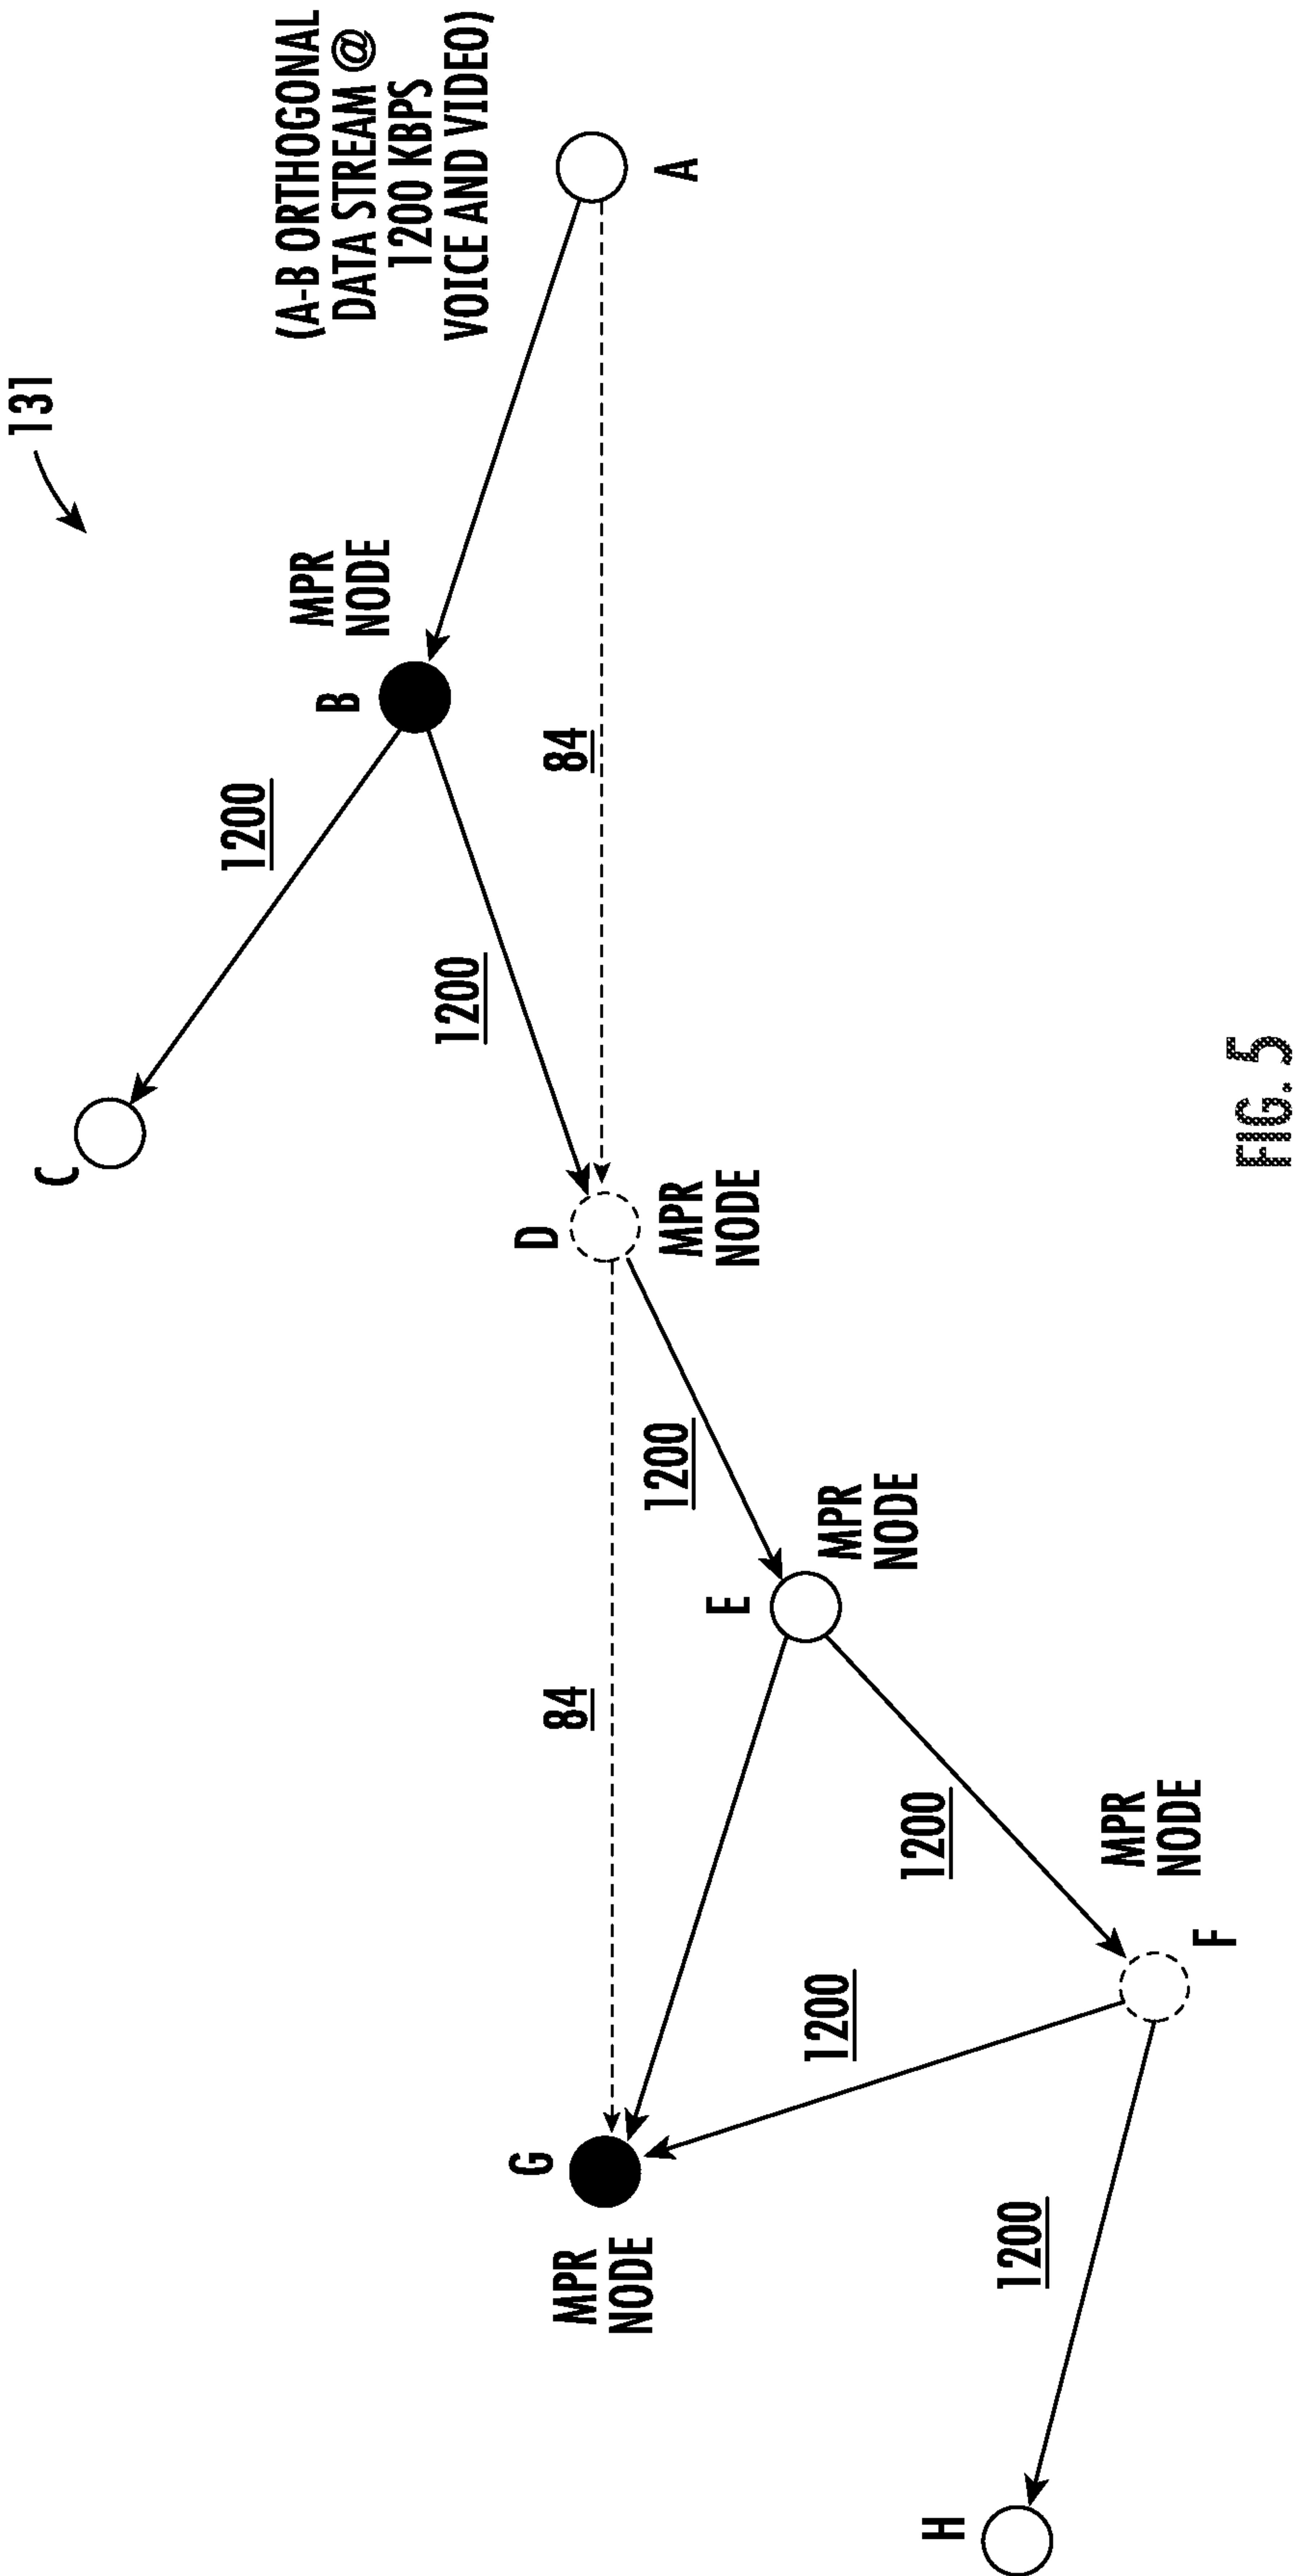 131
C
1200
(A-B ORTHOGONAL
DATA STREAM @
1200 KBPS
VOICE AND VIDEO)
MPR
NODE
B
1200
G
D
84
84
MPR
NODE
1200
A
MPR
NODE
E
1200
MPR
NODE
1200
H
1200
MPR
NODE
F
FIG. 5